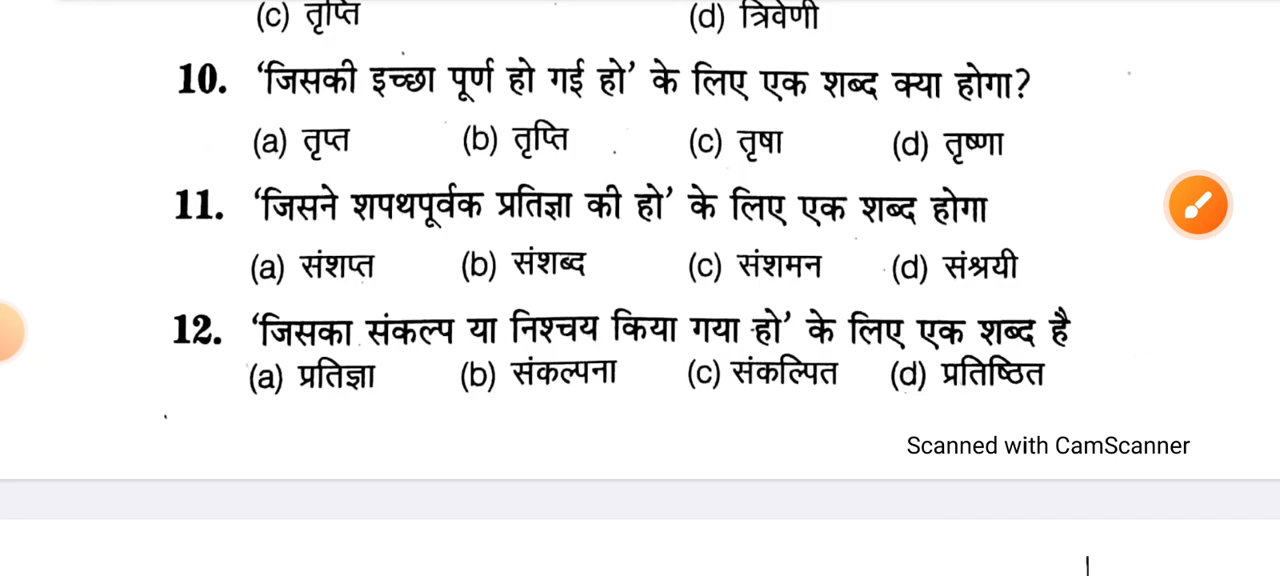 (c) तृप्ति (d) त्रिवेणी
10. ‘जिसकी इच्छा पूर्ण हो गई हो’ के लिए एक शब्द क्या होगा?
(a) तृप्त (b) तृप्ति (c) तृषा (d) तृष्णा
11. ‘जिसने शपथपूर्वक प्रतिज्ञा की हो’ के लिए एक शब्द होगा
(a) संशप्त (b) संशब्द (c) संशमन (d) संश्रयी
12. ‘जिसका संकल्प या निश्चय किया गया हो’ के लिए एक शब्द है
(a) प्रतिज्ञा (b) संकल्पना (c) संकल्पित (d) प्रतिष्ठित
Scanned with CamScanner